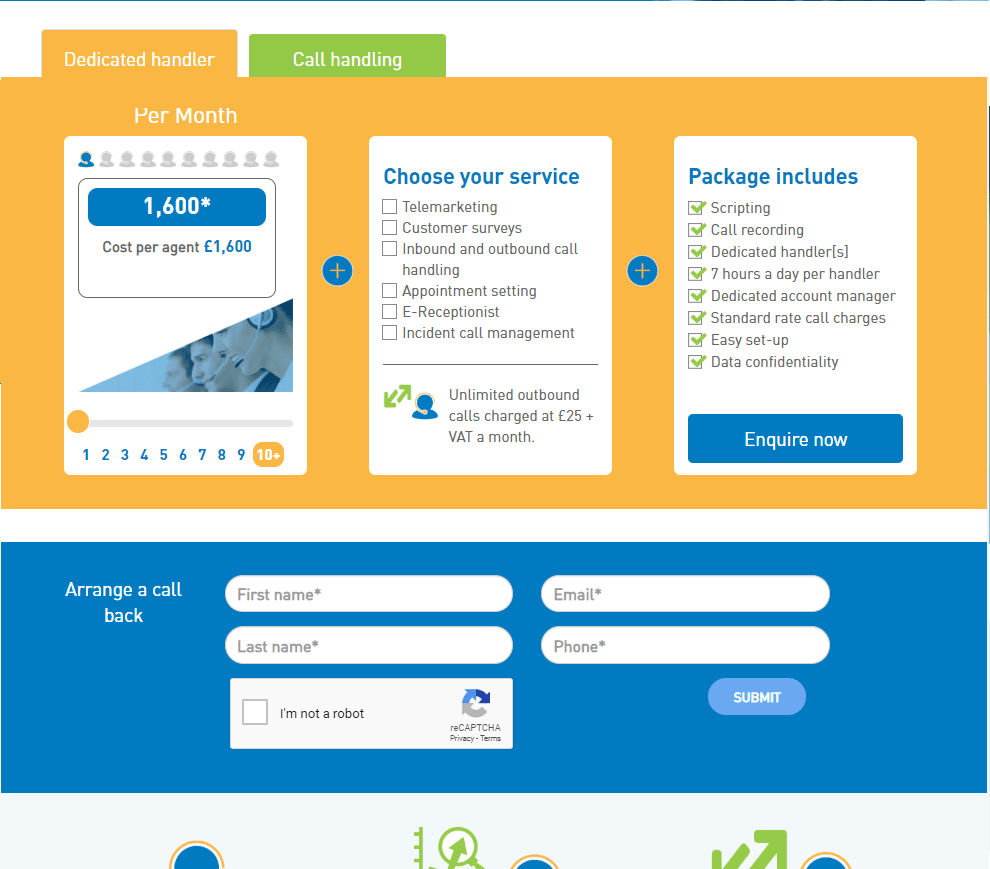 Dedicated handler
Call handling
Per Month
1,600*
Cost per agent £1,600
1 2 3 4 5 6 7 8 9 10+
Choose your service
Telemarketing
Customer surveys
Inbound and outbound call
handling
Appointment setting
E-Receptionist
Incident call management
Unlimited outbound
calls charged at £25 +
VAT a month.
Package includes
Scripting
Call recording
Dedicated handler[s]
7 hours a day per handler
Dedicated account manager
Standard rate call charges
Easy set-up
Data confidentiality
Enquire now
Arrange a call
back
First name*
Email*
Last name*
Phone*
I'm not a robot
reCAPTCHA
Privacy - Terms
SUBMIT